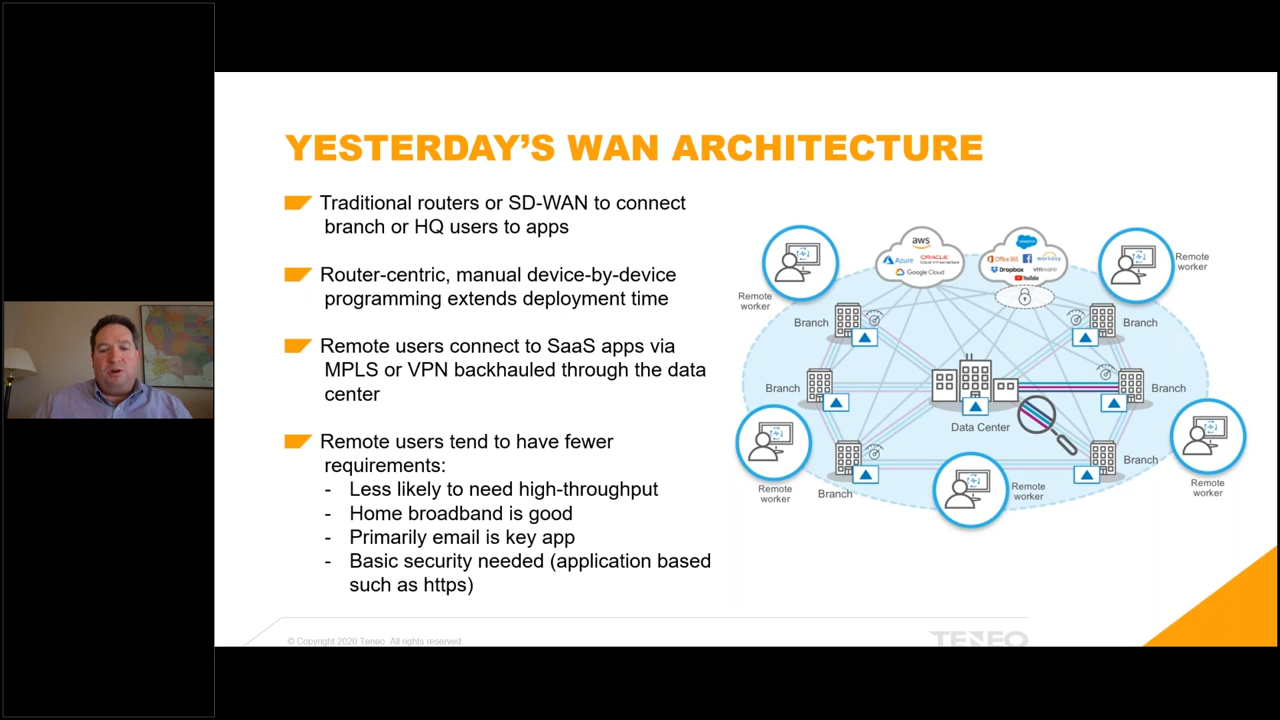 YESTERDAY'S WAN ARCHITECTURE
Traditional routers or SD-WAN to connect
branch or HQ users to apps
Router-centric, manual device-by-device
programming extends deployment time
Remote users connect to SaaS apps via
MPLS or VPN backhauled through the data
center
Remote users tend to have fewer
requirements:
- Less likely to need high-throughput
- Home broadband is good
- Primarily email is key app
- Basic security needed (application based
such as https)
aws
Azure
ORACLE
Cloud Infrastructure
Google Cloud
salesforce
Office 365
workday
Dropbox
vmware
YouTube
Remote
worker
Remote
worker
Branch
Branch
Branch
Branch
Data Center
Branch
Branch
Remote
worker
Remote
worker
Remote
worker
© Copyright 2020 Teneo. All rights reserved.
TENEO